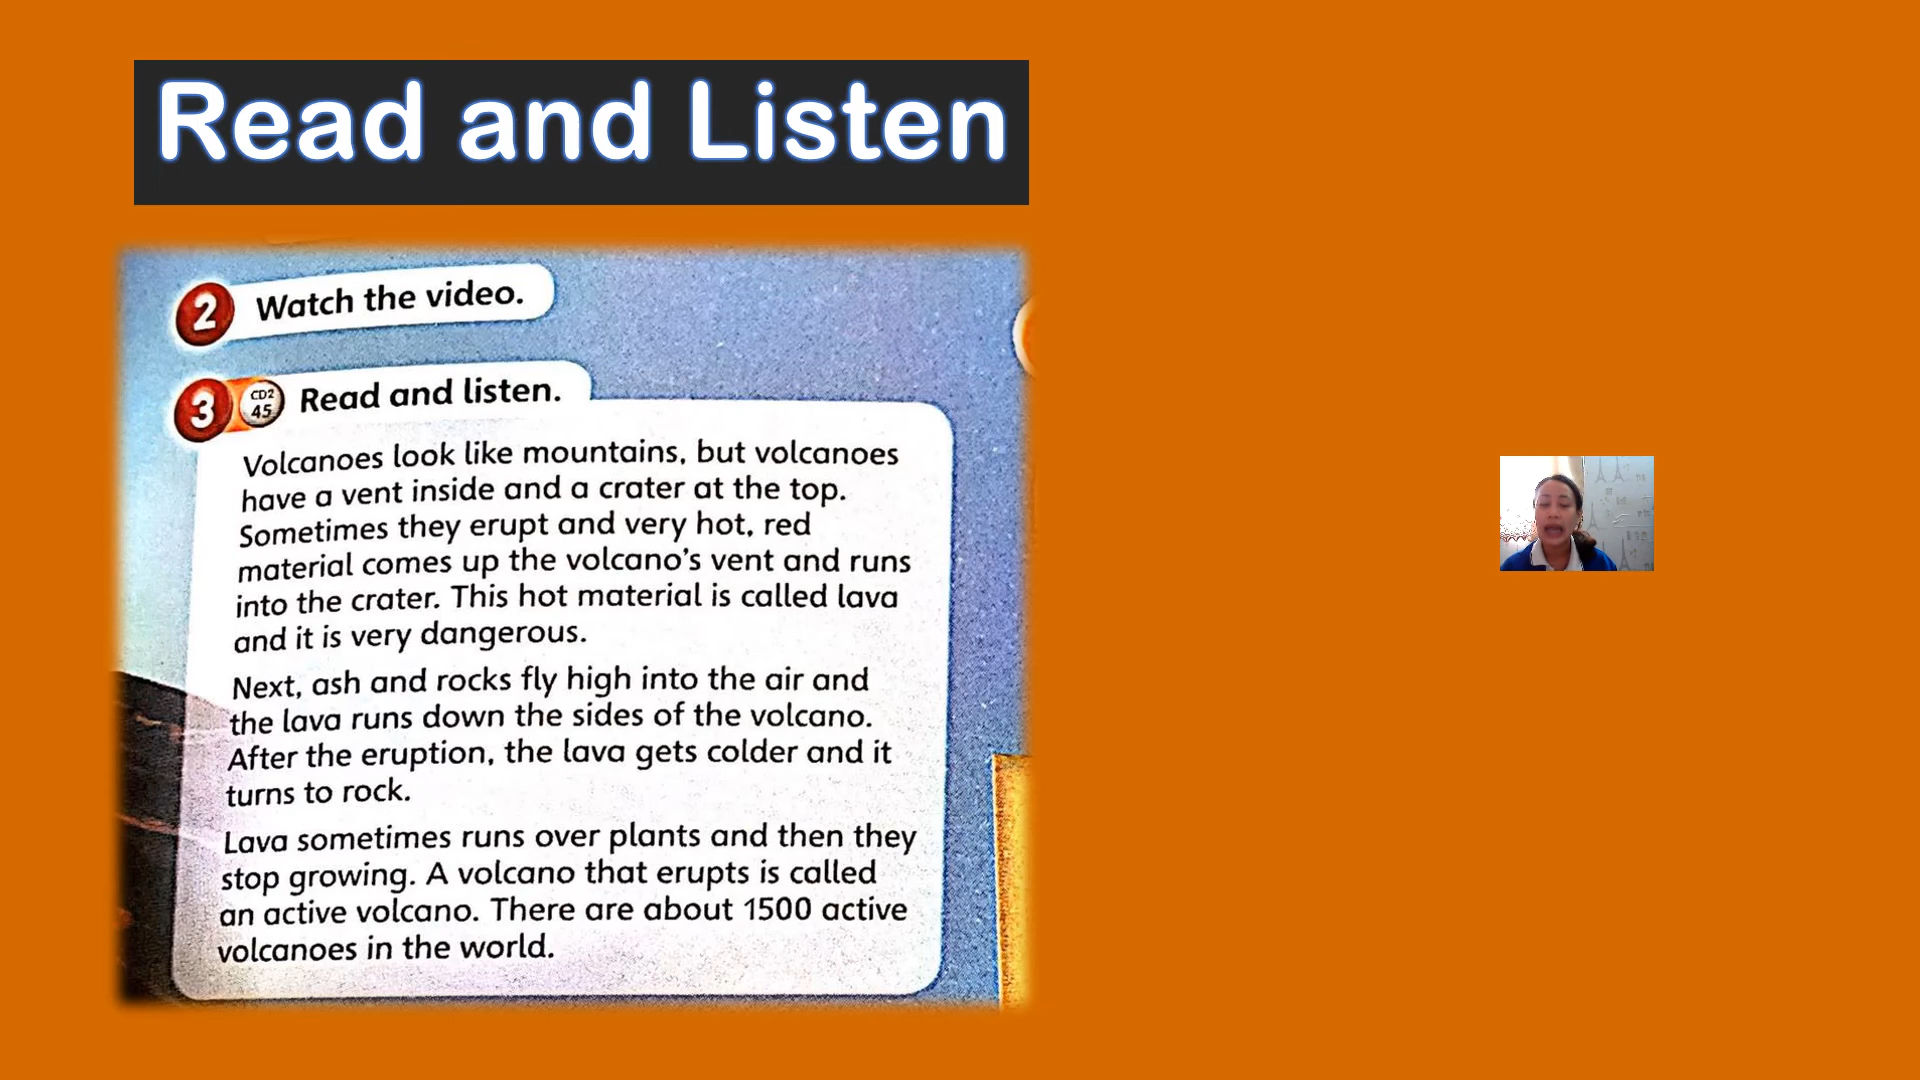 Read and Listen
2 Watch the video.
3 CD2 45 Read and listen.
Volcanoes look like mountains, but volcanoes
have a vent inside and a crater at the top.
Sometimes they erupt and very hot, red
material comes up the volcano's vent and runs
into the crater. This hot material is called lava
and it is very dangerous.
Next, ash and rocks fly high into the air and
the lava runs down the sides of the volcano.
After the eruption, the lava gets colder and it
turns to rock.
Lava sometimes runs over plants and then they
stop growing. A volcano that erupts is called
an active volcano. There are about 1500 active
volcanoes in the world.